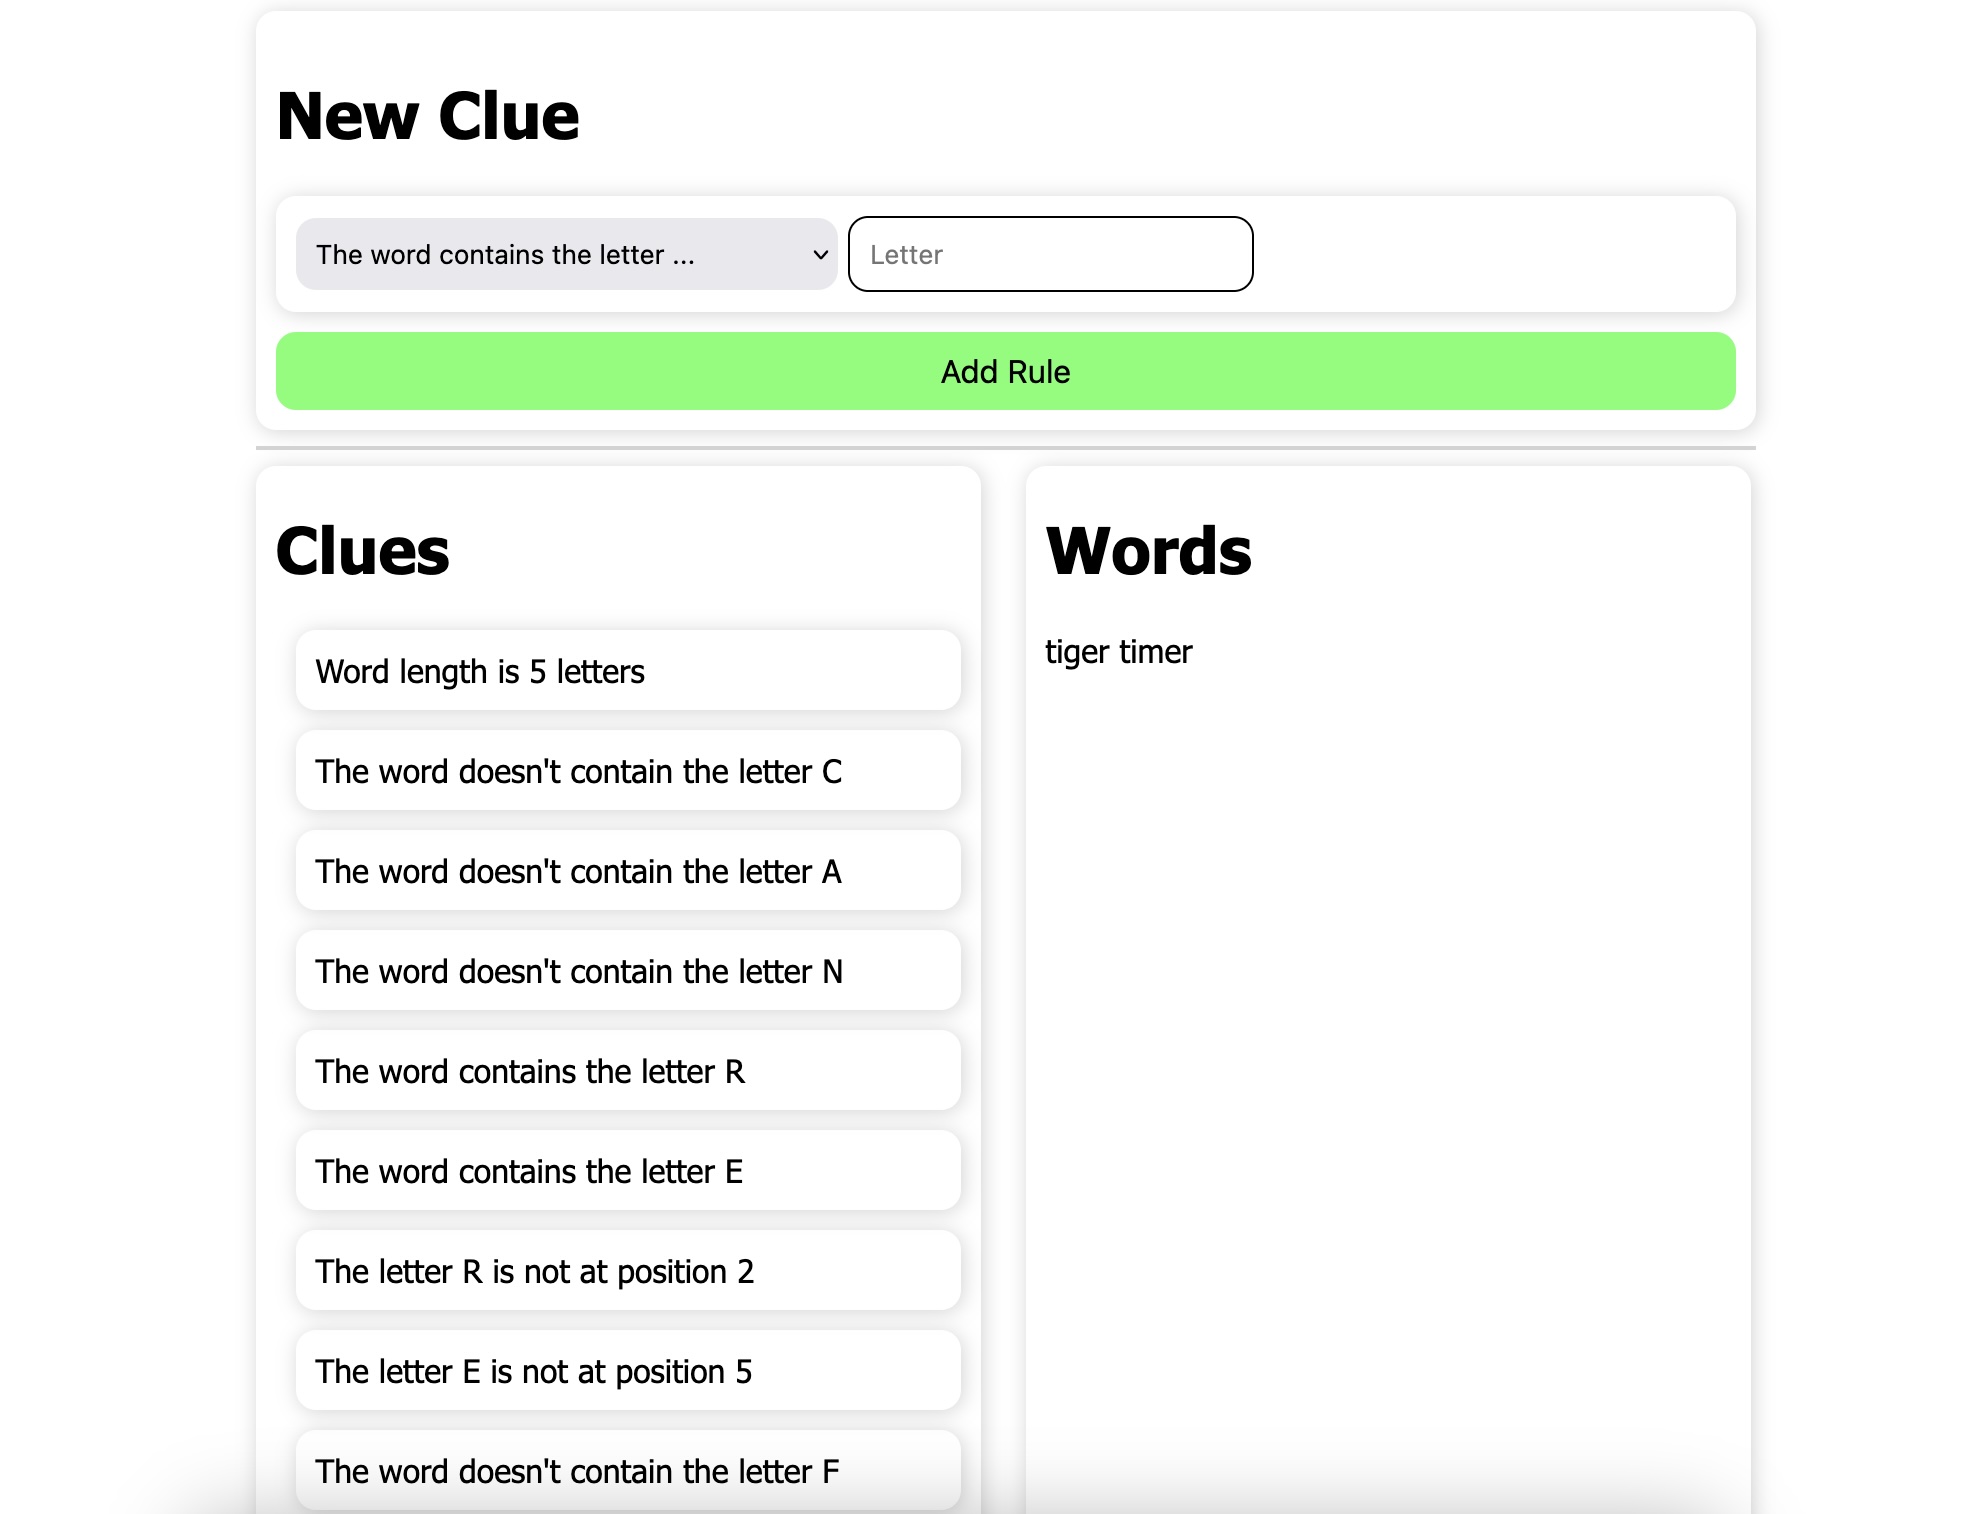 New Clue
The word contains the letter ...
Letter
Add Rule
Clues
Word length is 5 letters
The word doesn't contain the letter C
The word doesn't contain the letter A
The word doesn't contain the letter N
The word contains the letter R
The word contains the letter E
The letter R is not at position 2
The letter E is not at position 5
The word doesn't contain the letter F
Words
tiger timer